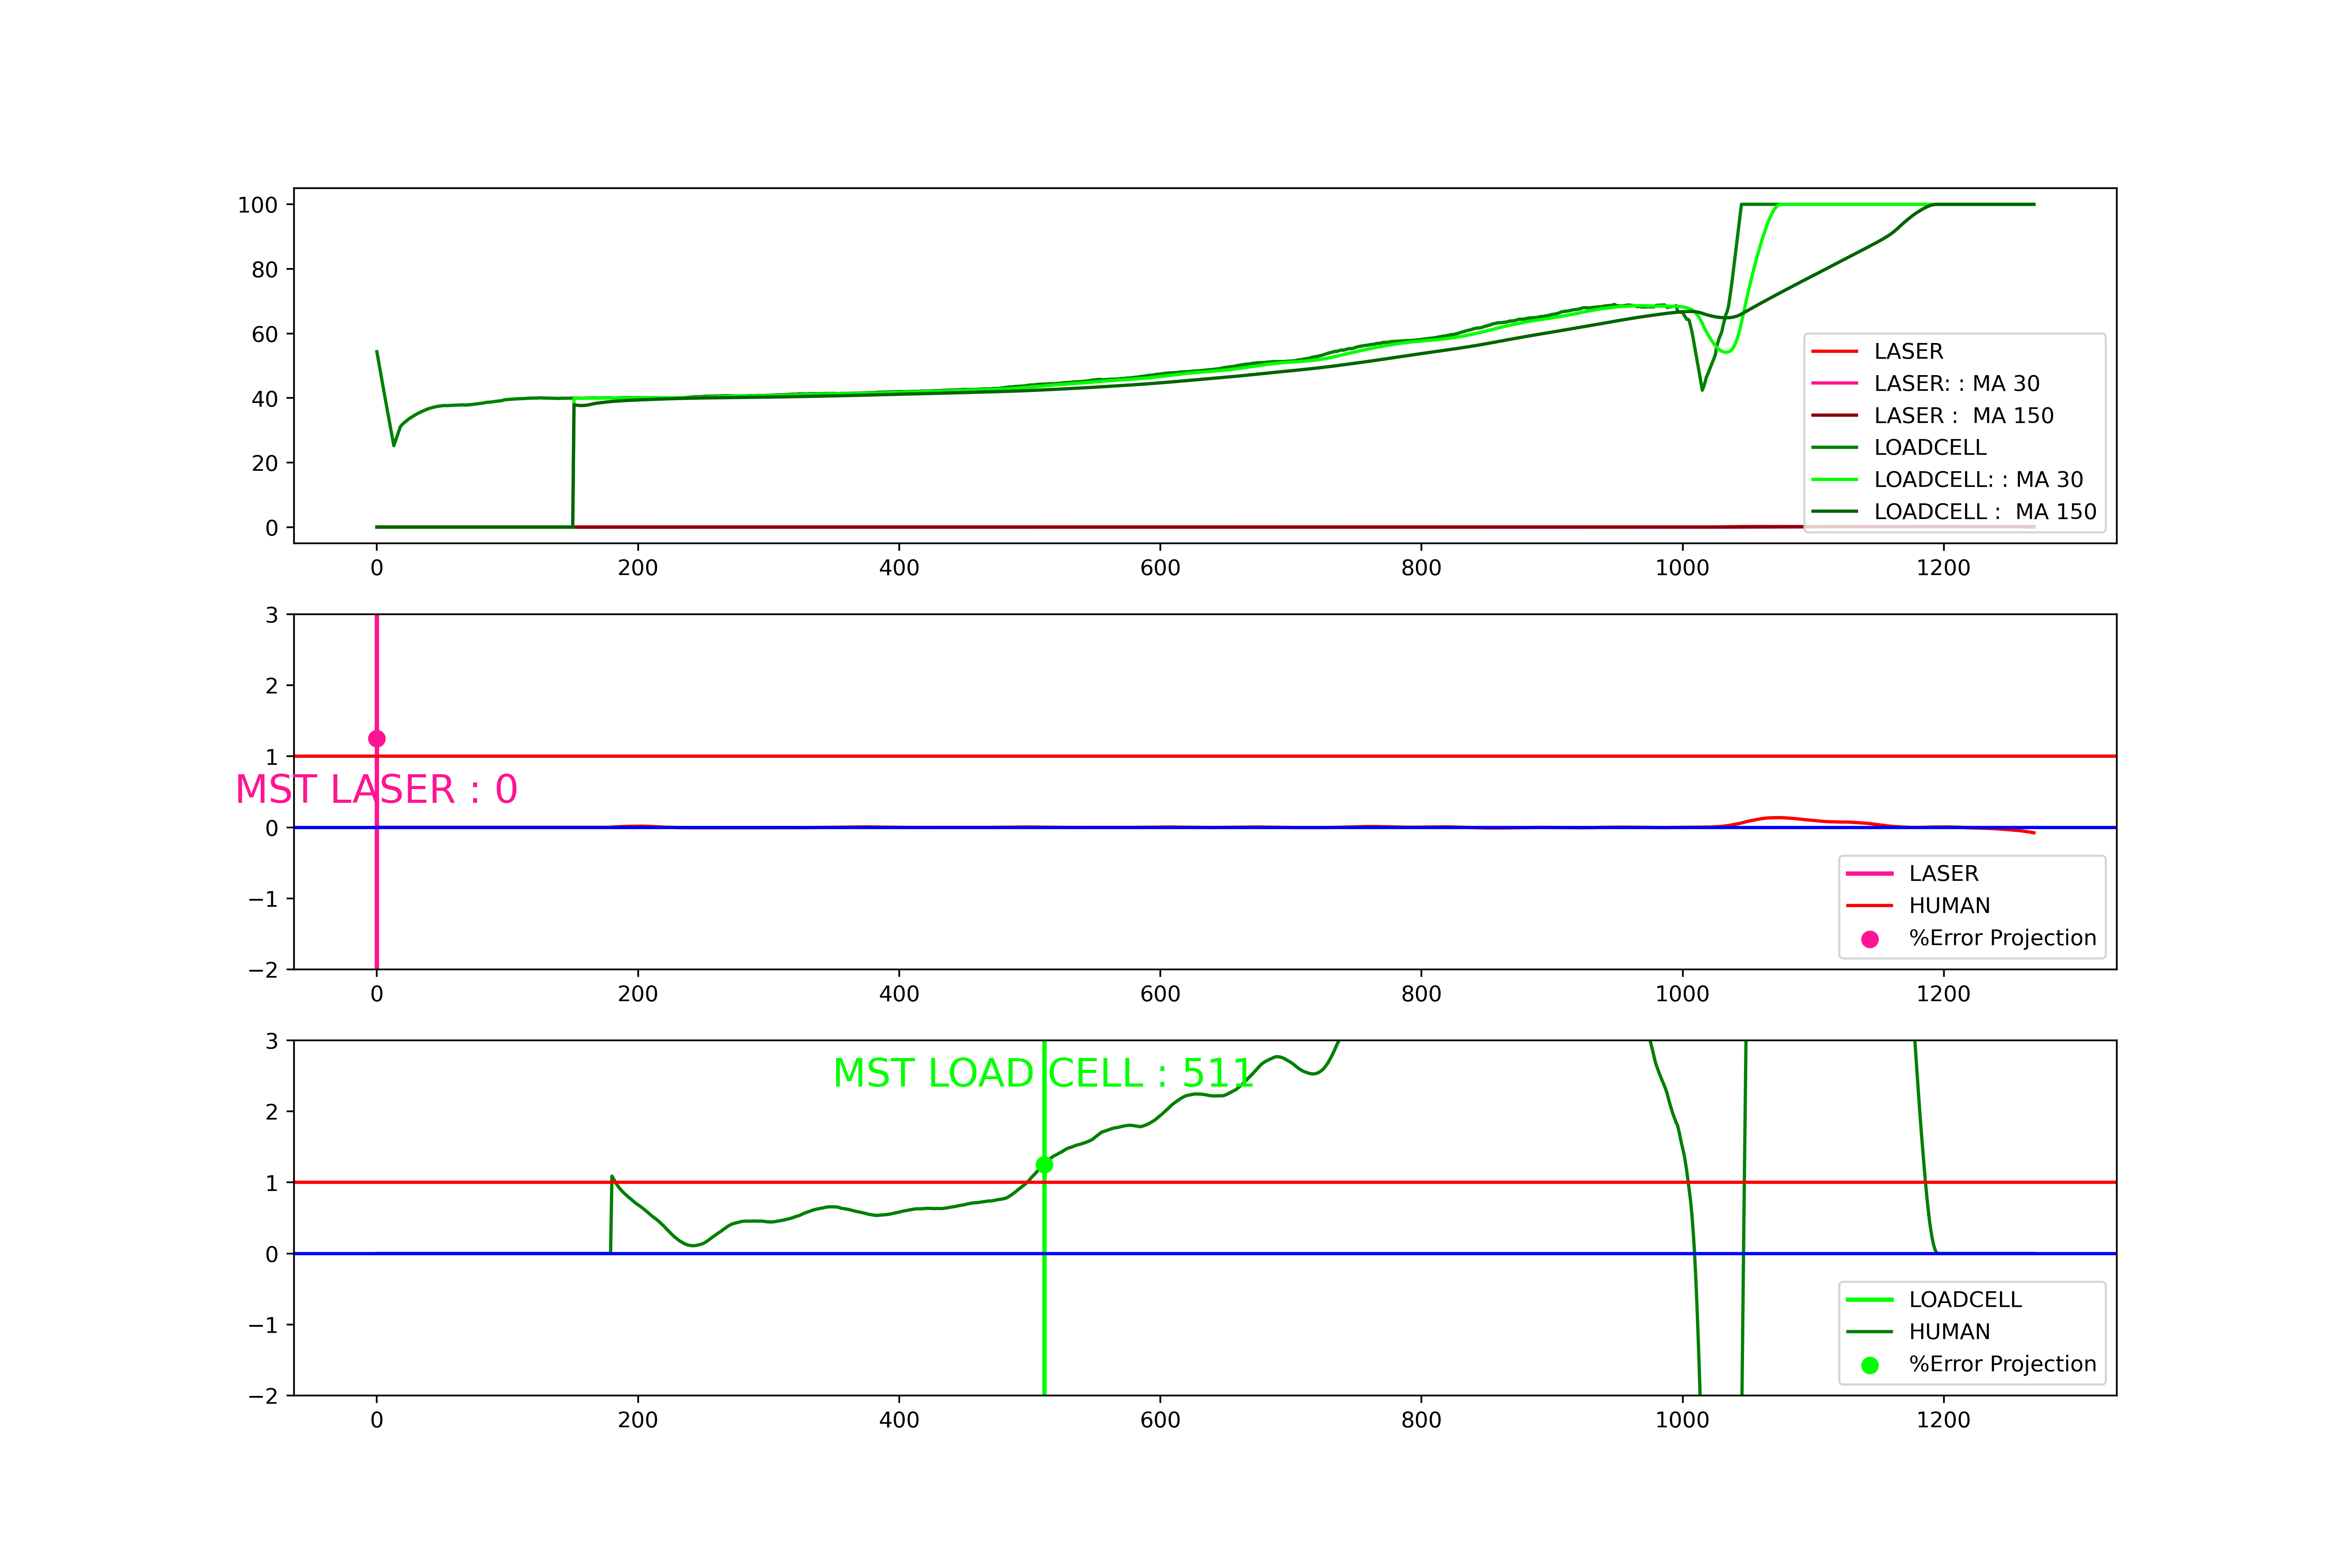 100
80
60
40
20
0
0 200 400 600 800 1000 1200
LASER
LASER: : MA 30
LASER :  MA 150
LOADCELL
LOADCELL: : MA 30
LOADCELL :  MA 150
3
2
1
0
−1
−2
0 200 400 600 800 1000 1200
MST LASER : 0
LASER
HUMAN
%Error Projection
3
2
1
0
−1
−2
0 200 400 600 800 1000 1200
MST LOAD CELL : 511
LOADCELL
HUMAN
%Error Projection